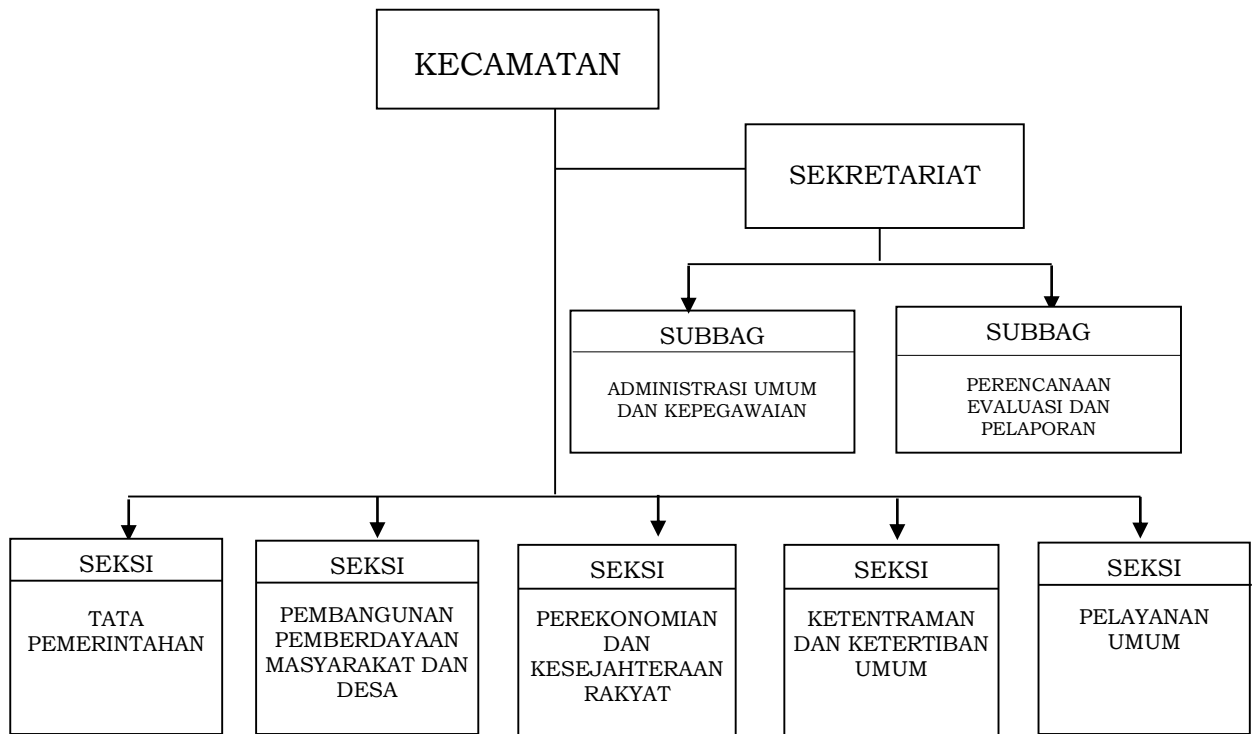 KECAMATAN
SEKRETARIAT
SUBBAG
ADMINISTRASI UMUM
DAN KEPEGAWAIAN
SUBBAG
PERENCANAAN
EVALUASI DAN
PELAPORAN
SEKSI
TATA
PEMERINTAHAN
SEKSI
PEMBANGUNAN
PEMBERDAYAAN
MASYARAKAT DAN
DESA
SEKSI
PEREKONOMIAN
DAN
KESEJAHTERAAN
RAKYAT
SEKSI
KETENTRAMAN
DAN KETERTIBAN
UMUM
SEKSI
PELAYANAN
UMUM